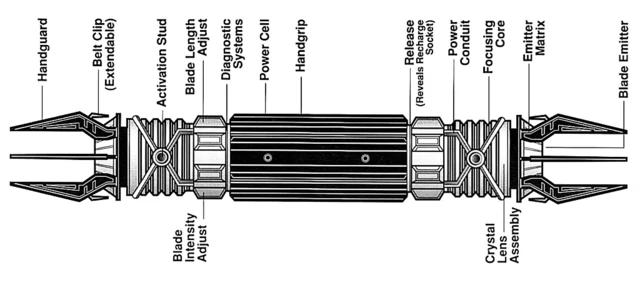 Handguard
Belt Clip
(Extendable)
Activation Stud
Blade Length
Adjust
Diagnostic
Systems
Power Cell
Handgrip
Release
(Reveals Recharge
Socket)
Power
Conduit
Focusing
Core
Emitter
Matrix
Blade Emitter
Blade
Intensity
Adjust
Crystal
Lens
Assembly